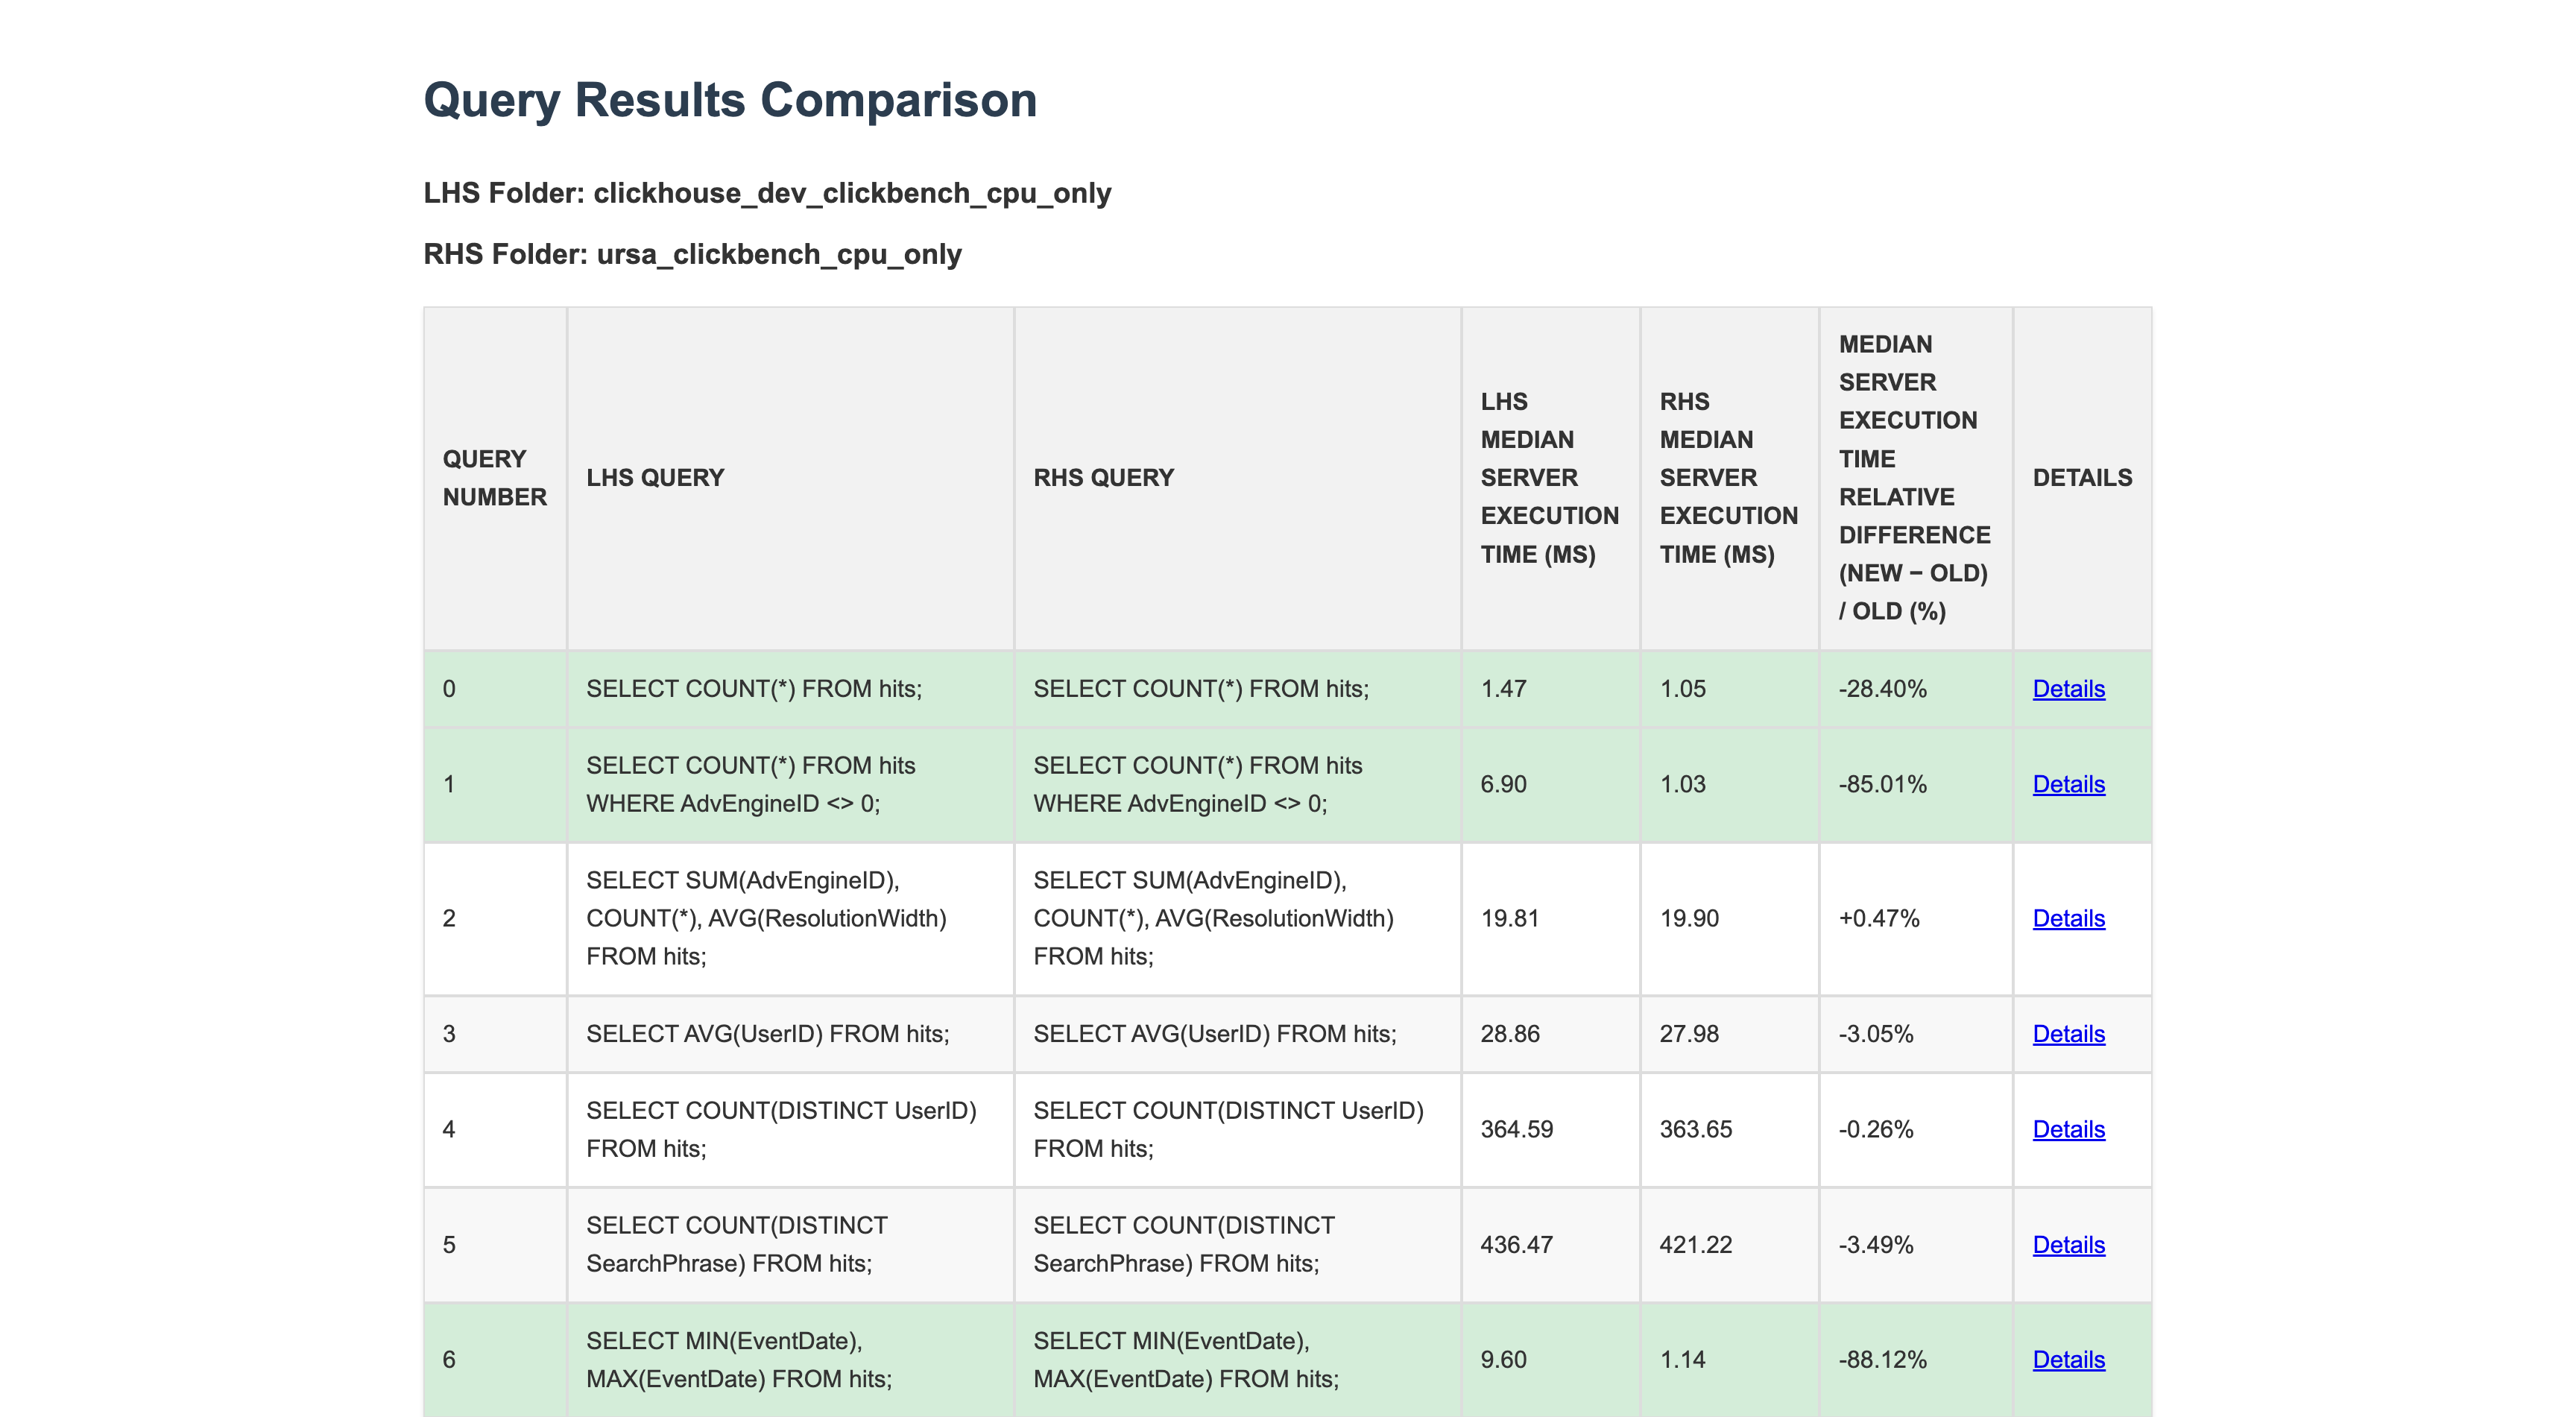 Query Results Comparison
LHS Folder: clickhouse_dev_clickbench_cpu_only
RHS Folder: ursa_clickbench_cpu_only
QUERY
NUMBER
LHS QUERY
RHS QUERY
LHS
MEDIAN
SERVER
EXECUTION
TIME (MS)
RHS
MEDIAN
SERVER
EXECUTION
TIME (MS)
MEDIAN
SERVER
EXECUTION
TIME
RELATIVE
DIFFERENCE
(NEW − OLD)
/ OLD (%)
DETAILS
0
SELECT COUNT(*) FROM hits;
SELECT COUNT(*) FROM hits;
1.47
1.05
-28.40%
Details
1
SELECT COUNT(*) FROM hits
WHERE AdvEngineID <> 0;
SELECT COUNT(*) FROM hits
WHERE AdvEngineID <> 0;
6.90
1.03
-85.01%
Details
2
SELECT SUM(AdvEngineID),
COUNT(*), AVG(ResolutionWidth)
FROM hits;
SELECT SUM(AdvEngineID),
COUNT(*), AVG(ResolutionWidth)
FROM hits;
19.81
19.90
+0.47%
Details
3
SELECT AVG(UserID) FROM hits;
SELECT AVG(UserID) FROM hits;
28.86
27.98
-3.05%
Details
4
SELECT COUNT(DISTINCT UserID)
FROM hits;
SELECT COUNT(DISTINCT UserID)
FROM hits;
364.59
363.65
-0.26%
Details
5
SELECT COUNT(DISTINCT
SearchPhrase) FROM hits;
SELECT COUNT(DISTINCT
SearchPhrase) FROM hits;
436.47
421.22
-3.49%
Details
6
SELECT MIN(EventDate),
MAX(EventDate) FROM hits;
SELECT MIN(EventDate),
MAX(EventDate) FROM hits;
9.60
1.14
-88.12%
Details